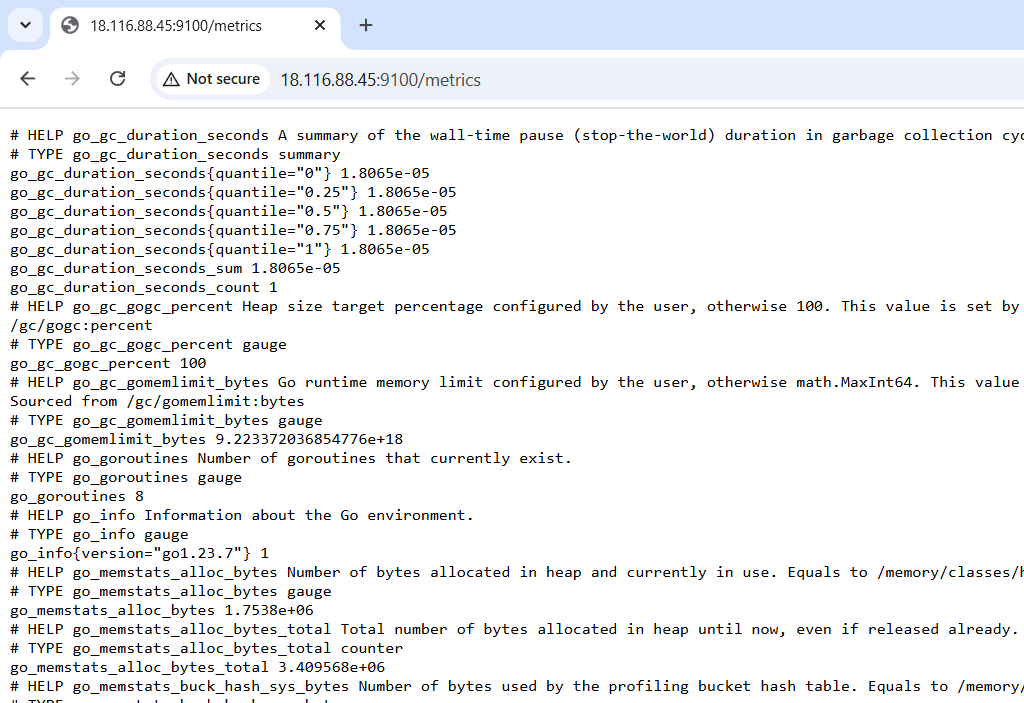 18.116.88.45:9100/metrics
Not secure 18.116.88.45:9100/metrics
# HELP go_gc_duration_seconds A summary of the wall-time pause (stop-the-world) duration in garbage collection cyc
# TYPE go_gc_duration_seconds summary
go_gc_duration_seconds{quantile="0"} 1.8065e-05
go_gc_duration_seconds{quantile="0.25"} 1.8065e-05
go_gc_duration_seconds{quantile="0.5"} 1.8065e-05
go_gc_duration_seconds{quantile="0.75"} 1.8065e-05
go_gc_duration_seconds{quantile="1"} 1.8065e-05
go_gc_duration_seconds_sum 1.8065e-05
go_gc_duration_seconds_count 1
# HELP go_gc_gogc_percent Heap size target percentage configured by the user, otherwise 100. This value is set by
/gc/gogc:percent
# TYPE go_gc_gogc_percent gauge
go_gc_gogc_percent 100
# HELP go_gc_gomemlimit_bytes Go runtime memory limit configured by the user, otherwise math.MaxInt64. This value
Sourced from /gc/gomemlimit:bytes
# TYPE go_gc_gomemlimit_bytes gauge
go_gc_gomemlimit_bytes 9.223372036854776e+18
# HELP go_goroutines Number of goroutines that currently exist.
# TYPE go_goroutines gauge
go_goroutines 8
# HELP go_info Information about the Go environment.
# TYPE go_info gauge
go_info{version="go1.23.7"} 1
# HELP go_memstats_alloc_bytes Number of bytes allocated in heap and currently in use. Equals to /memory/classes/h
# TYPE go_memstats_alloc_bytes gauge
go_memstats_alloc_bytes 1.7538e+06
# HELP go_memstats_alloc_bytes_total Total number of bytes allocated in heap until now, even if released already.
# TYPE go_memstats_alloc_bytes_total counter
go_memstats_alloc_bytes_total 3.409568e+06
# HELP go_memstats_buck_hash_sys_bytes Number of bytes used by the profiling bucket hash table. Equals to /memory/